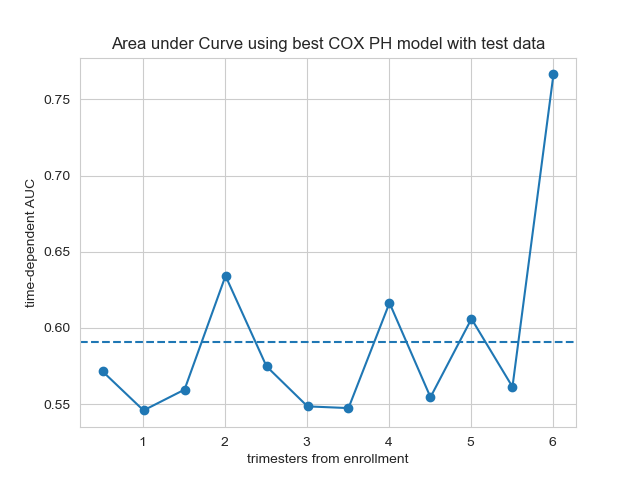 Area under Curve using best COX PH model with test data
time-dependent AUC
0.75
0.70
0.65
0.60
0.55
1 2 3 4 5 6
trimesters from enrollment